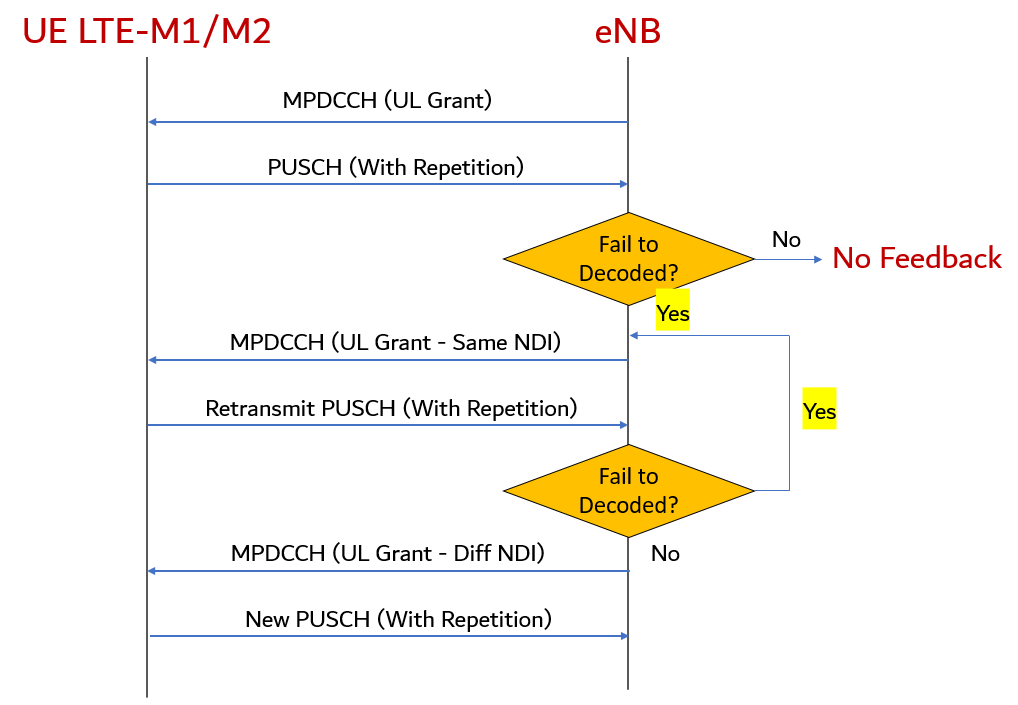 UE LTE-M1/M2
eNB
MPDCCH (UL Grant)
PUSCH (With Repetition)
Fail to
Decoded?
No
No Feedback
Yes
MPDCCH (UL Grant - Same NDI)
Retransmit PUSCH (With Repetition)
Yes
Fail to
Decoded?
MPDCCH (UL Grant - Diff NDI)
No
New PUSCH (With Repetition)